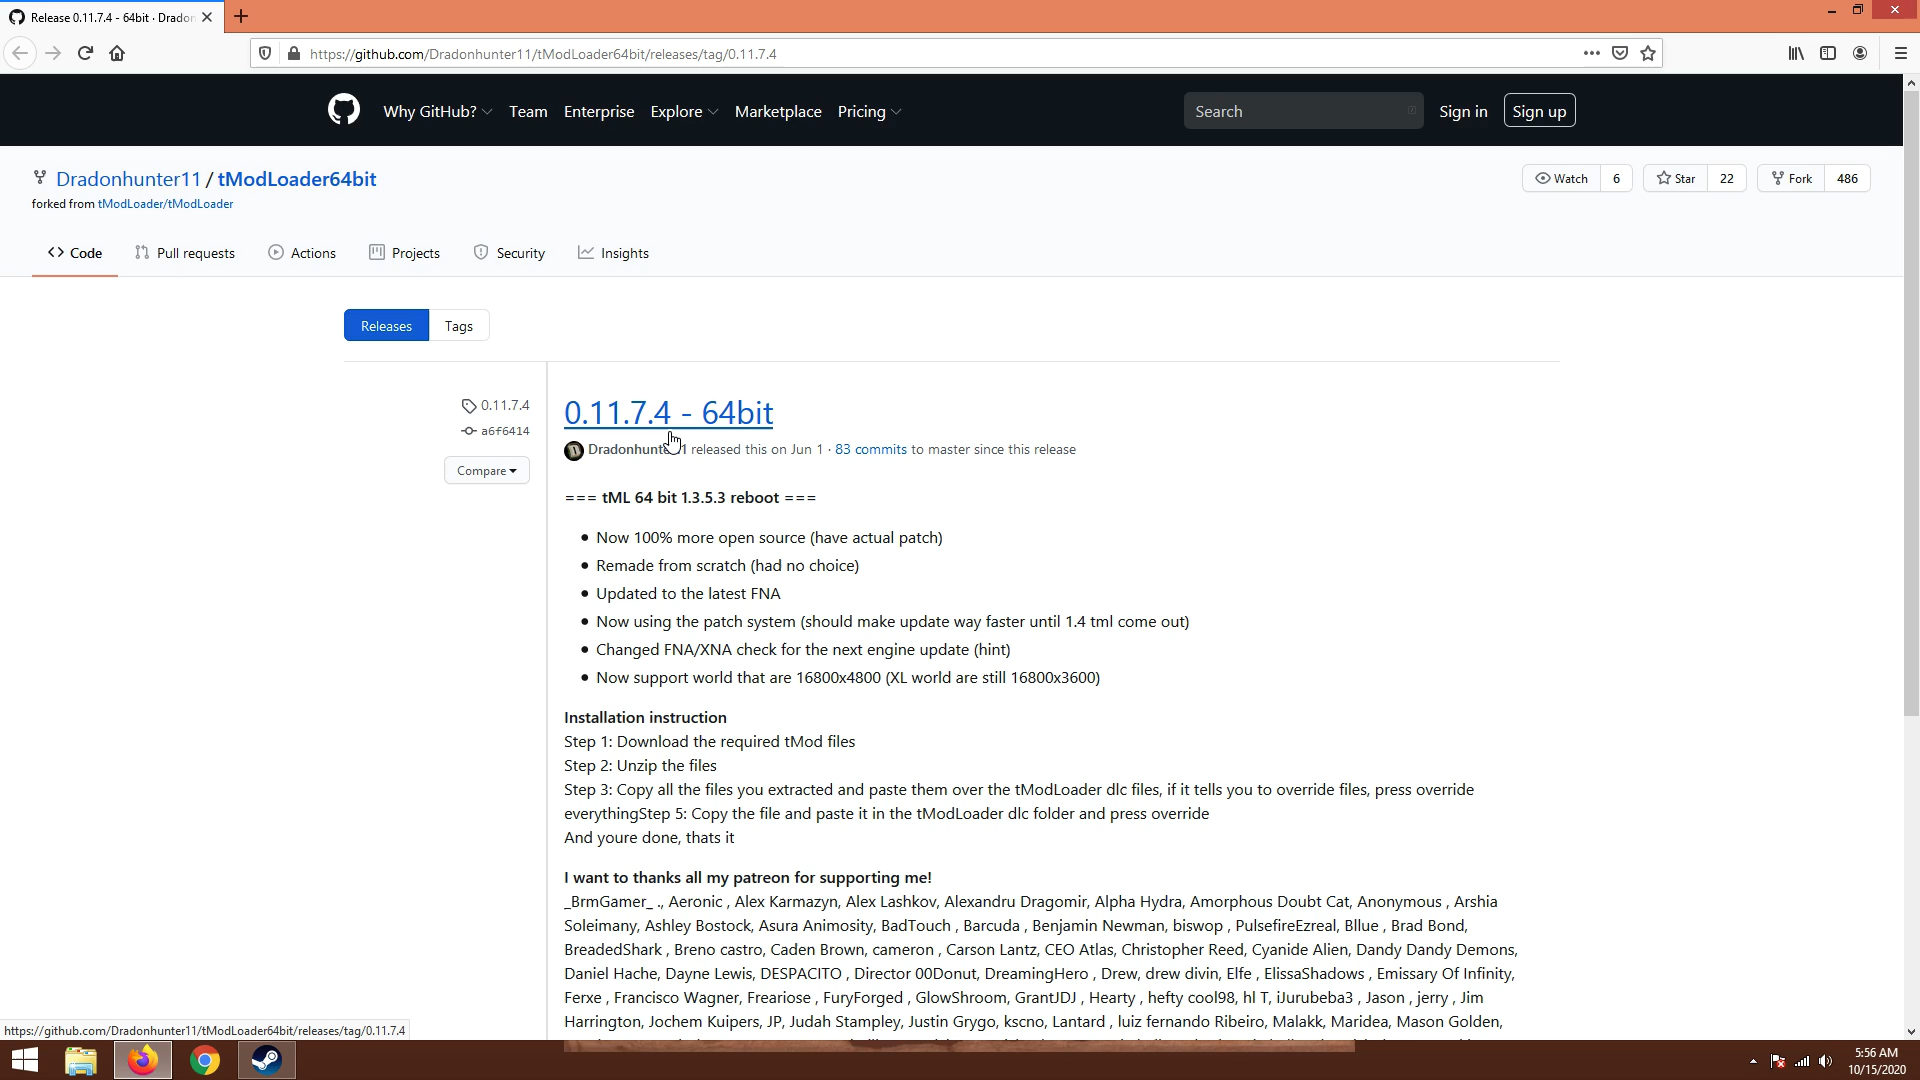 Release 0.11.7.4 - 64bit · Dradon
https://github.com/Dradonhunter11/tModLoader64bit/releases/tag/0.11.7.4
Why GitHub? Team Enterprise Explore Marketplace Pricing Search Sign in Sign up
Dradonhunter11 / tModLoader64bit
Watch 6 Star 22 Fork 486
forked from tModLoader/tModLoader
Code Pull requests Actions Projects Security Insights
Releases Tags
0.11.7.4
a6f6414
Compare
0.11.7.4 - 64bit
Dradonhunter11 released this on Jun 1 · 83 commits to master since this release
=== tML 64 bit 1.3.5.3 reboot ===
• Now 100% more open source (have actual patch)
• Remade from scratch (had no choice)
• Updated to the latest FNA
• Now using the patch system (should make update way faster until 1.4 tml come out)
• Changed FNA/XNA check for the next engine update (hint)
• Now support world that are 16800x4800 (XL world are still 16800x3600)
Installation instruction
Step 1: Download the required tMod files
Step 2: Unzip the files
Step 3: Copy all the files you extracted and paste them over the tModLoader dlc files, if it tells you to override files, press override
everythingStep 5: Copy the file and paste it in the tModLoader dlc folder and press override
And youre done, thats it
I want to thanks all my patreon for supporting me!
_BrmGamer_ ., Aeronic , Alex Karmazyn, Alex Lashkov, Alexandru Dragomir, Alpha Hydra, Amorphous Doubt Cat, Anonymous , Arshia
Soleimany, Ashley Bostock, Asura Animosity, BadTouch , Barcuda , Benjamin Newman, biswop , PulsefireEzreal, Bllue , Brad Bond,
BreadedShark , Breno castro, Caden Brown, cameron , Carson Lantz, CEO Atlas, Christopher Reed, Cyanide Alien, Dandy Dandy Demons,
Daniel Hache, Dayne Lewis, DESPACITO , Director 00Donut, DreamingHero , Drew, drew divin, Elfe , ElissaShadows , Emissary Of Infinity,
Ferxe , Francisco Wagner, Freariose , FuryForged , GlowShroom, GrantJDJ , Hearty , hefty cool98, hl T, iJurubeba3 , Jason , jerry , Jim
Harrington, Jochem Kuipers, JP, Judah Stampley, Justin Grygo, kscno, Lantard , luiz fernando Ribeiro, Malakk, Maridea, Mason Golden,
https://github.com/Dradonhunter11/tModLoader64bit/releases/tag/0.11.7.4
5:56 AM
10/15/2020